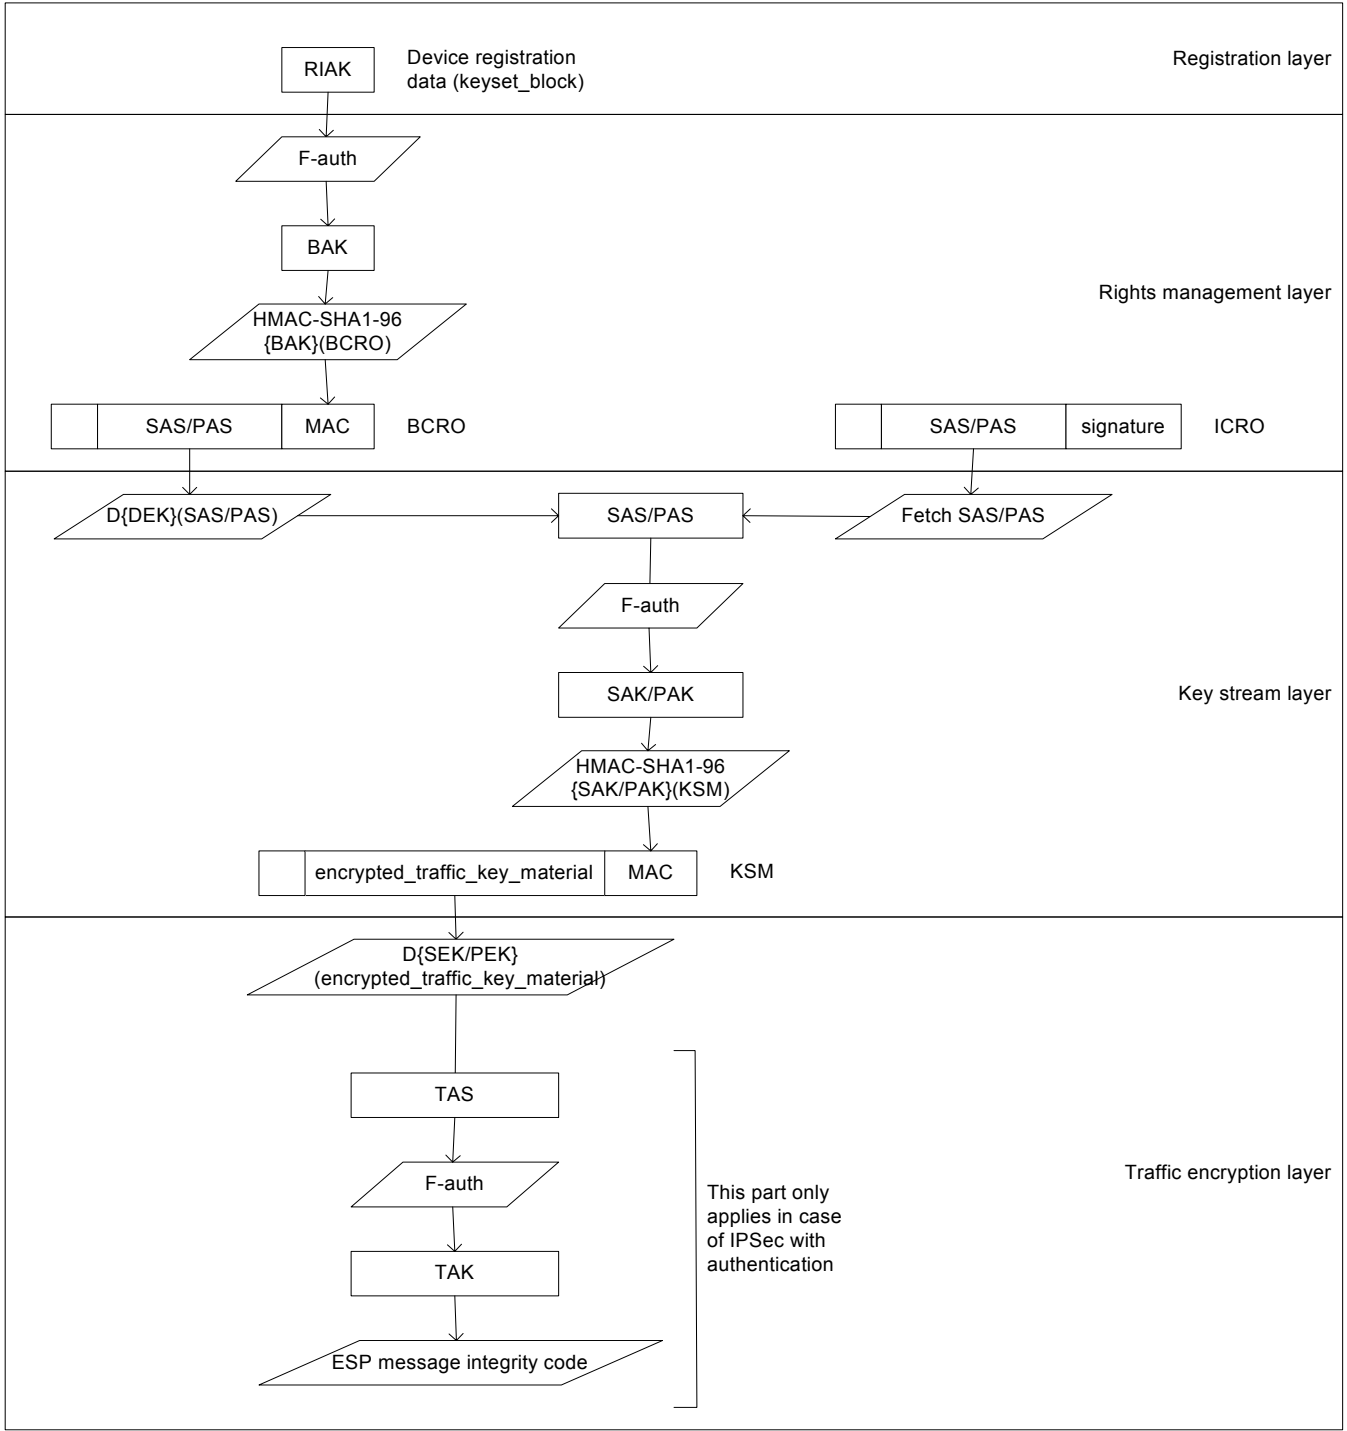 Device registration
data (keyset_block)
RIAK
Registration layer
F-auth
BAK
Rights management layer
HMAC-SHA1-96
{BAK}(BCRO)
SAS/PAS
MAC
BCRO
SAS/PAS
signature
ICRO
D{DEK}(SAS/PAS)
SAS/PAS
Fetch SAS/PAS
F-auth
SAK/PAK
Key stream layer
HMAC-SHA1-96
{SAK/PAK}(KSM)
encrypted_traffic_key_material
MAC
KSM
D{SEK/PEK}
(encrypted_traffic_key_material)
TAS
F-auth
Traffic encryption layer
This part only
applies in case
of IPSec with
authentication
TAK
ESP message integrity code